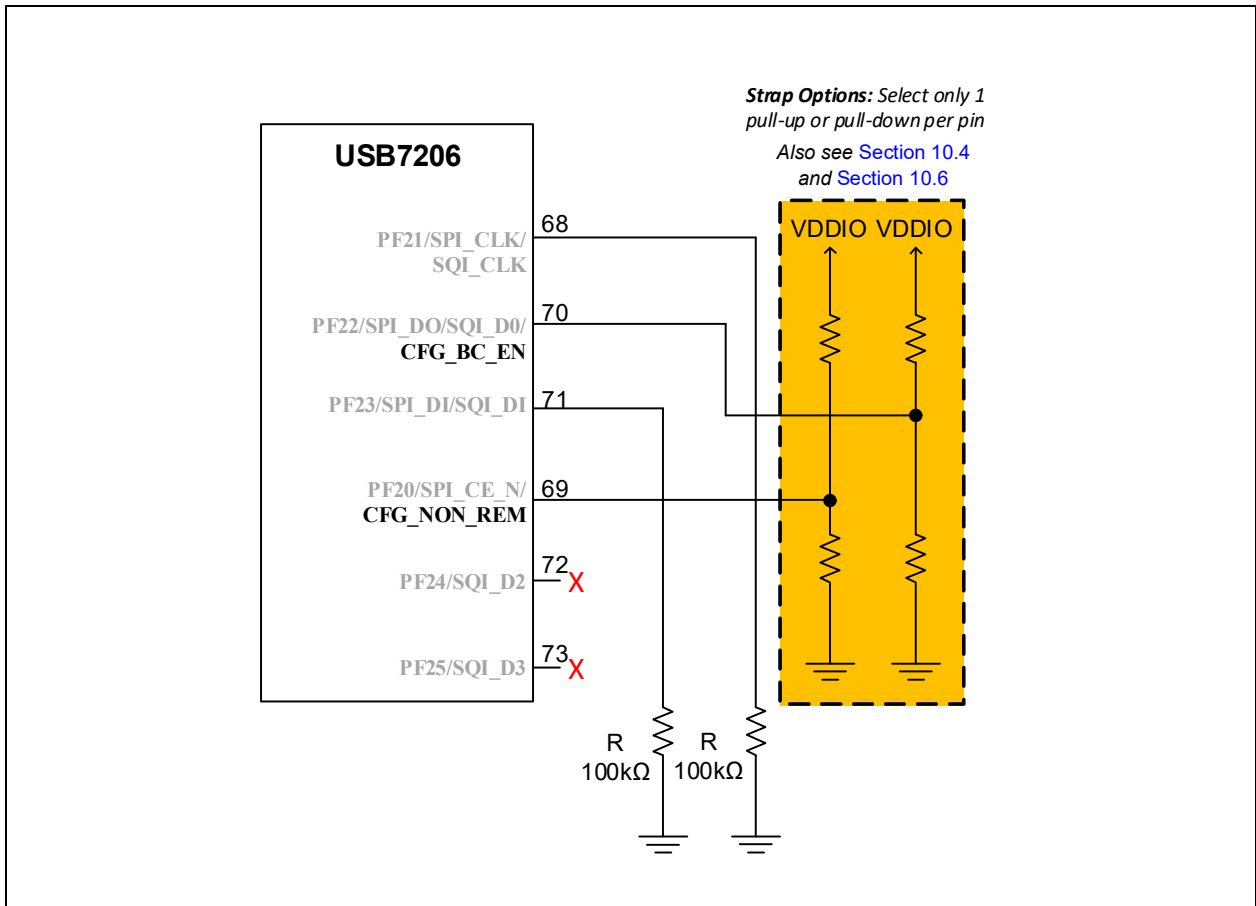 Strap Options: Select only 1
pull-up or pull-down per pin
Also see Section 10.4
and Section 10.6
USB7206
VDDIO VDDIO
68
PF21/SPI_CLK/
SQI_CLK
70
PF22/SPI_DO/SQI_D0/
CFG_BC_EN
71
PF23/SPI_DI/SQI_DI
69
PF20/SPI_CE_N/
CFG_NON_REM
72
PF24/SQI_D2
X
73
PF25/SQI_D3
X
R
100kΩ
R
100kΩ